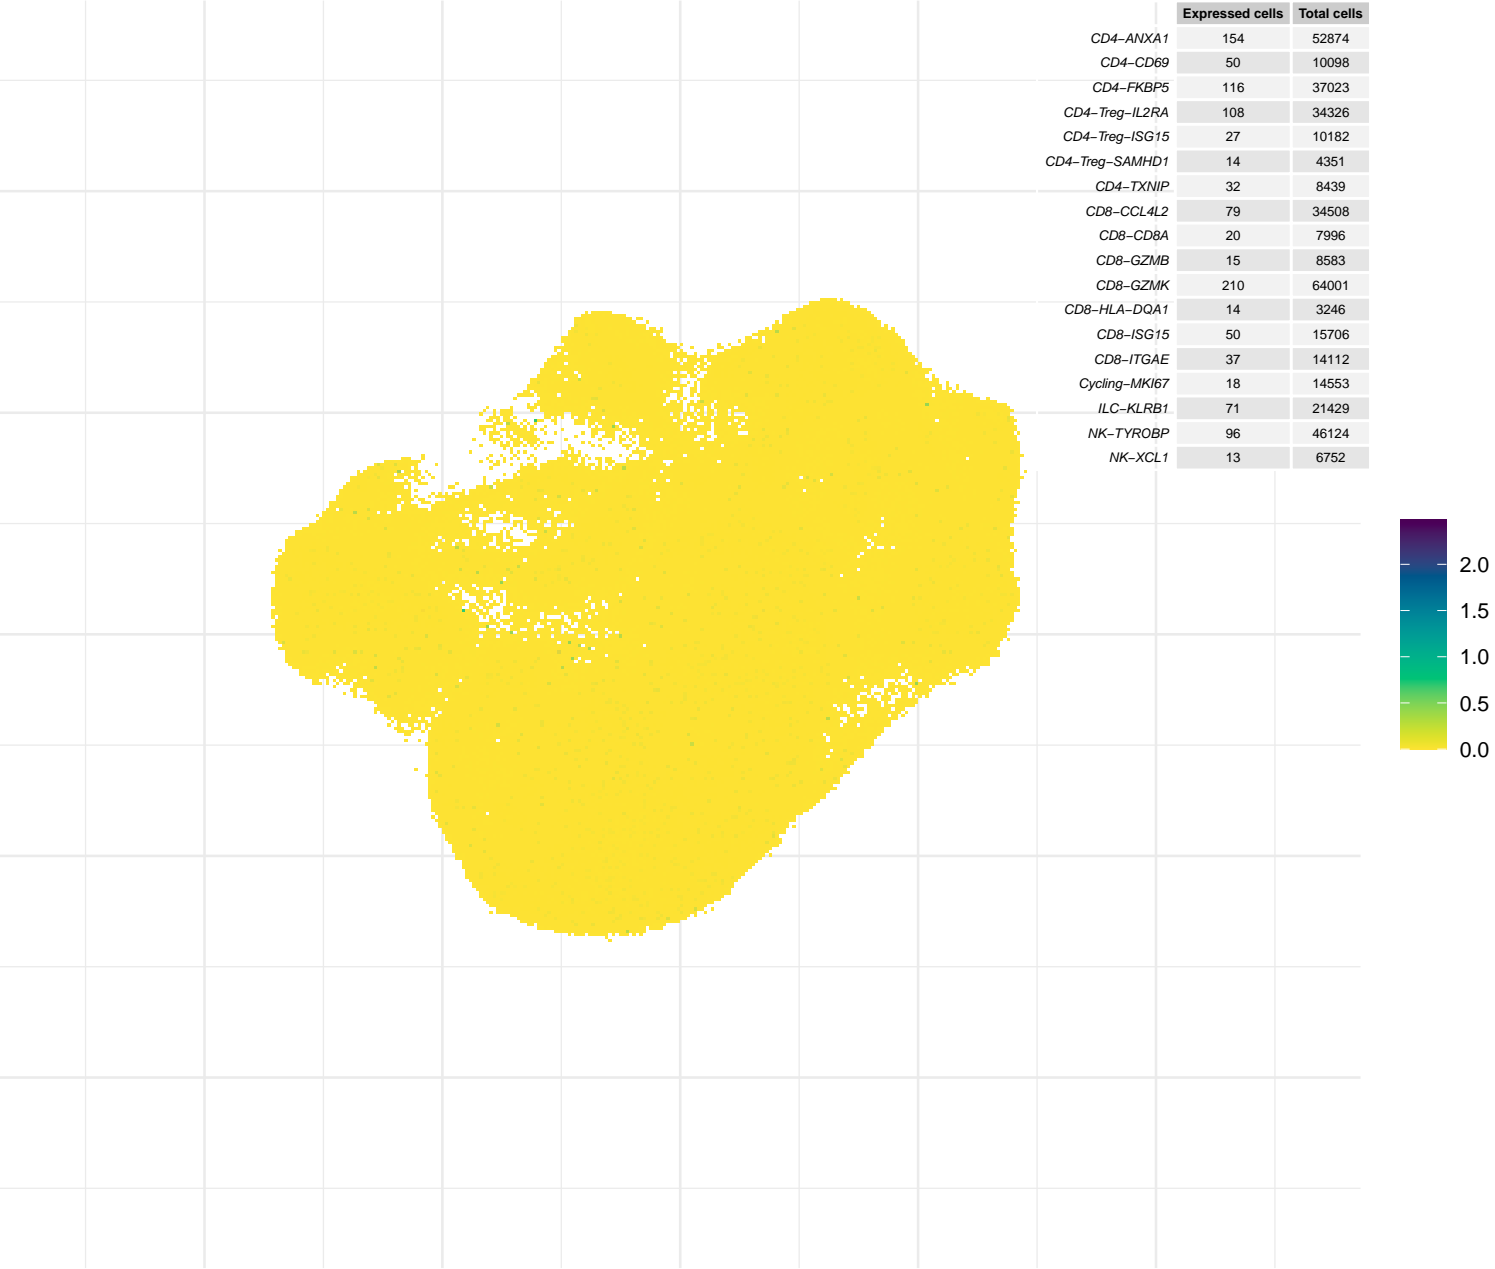 Expressed cells Total cells
CD4−ANXA1 154 52874
CD4−CD69 50 10098
CD4−FKBP5 116 37023
CD4−Treg−IL2RA 108 34326
CD4−Treg−ISG15 27 10182
CD4−Treg−SAMHD1 14 4351
CD4−TXNIP 32 8439
CD8−CCL4L2 79 34508
CD8−CD8A 20 7996
CD8−GZMB 15 8583
CD8−GZMK 210 64001
CD8−HLA−DQA1 14 3246
CD8−ISG15 50 15706
CD8−ITGAE 37 14112
Cycling−MKI67 18 14553
ILC−KLRB1 71 21429
NK−TYROBP 96 46124
NK−XCL1 13 6752
2.0
1.5
1.0
0.5
0.0